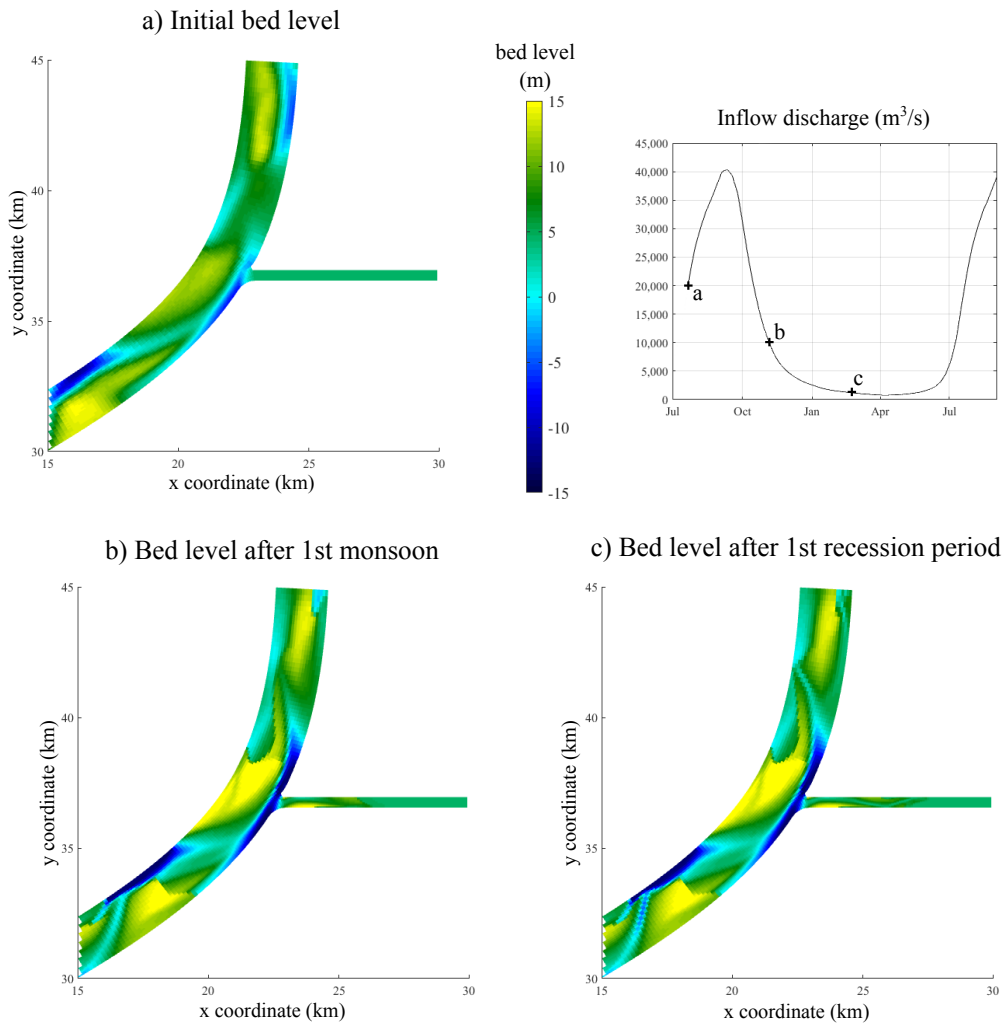 a) Initial bed level
45
40
35
30
15
20
25
30
y coordinate (km)
x coordinate (km)
bed level
(m)
15
10
5
0
-5
-10
-15
Inflow discharge (m³/s)
45,000
40,000
35,000
30,000
25,000
20,000
15,000
10,000
5,000
0
a
b
c
Jul
Oct
Jan
Apr
Jul
b) Bed level after 1st monsoon
45
40
35
30
15
20
25
30
y coordinate (km)
x coordinate (km)
c) Bed level after 1st recession period
45
40
35
30
15
20
25
30
y coordinate (km)
x coordinate (km)